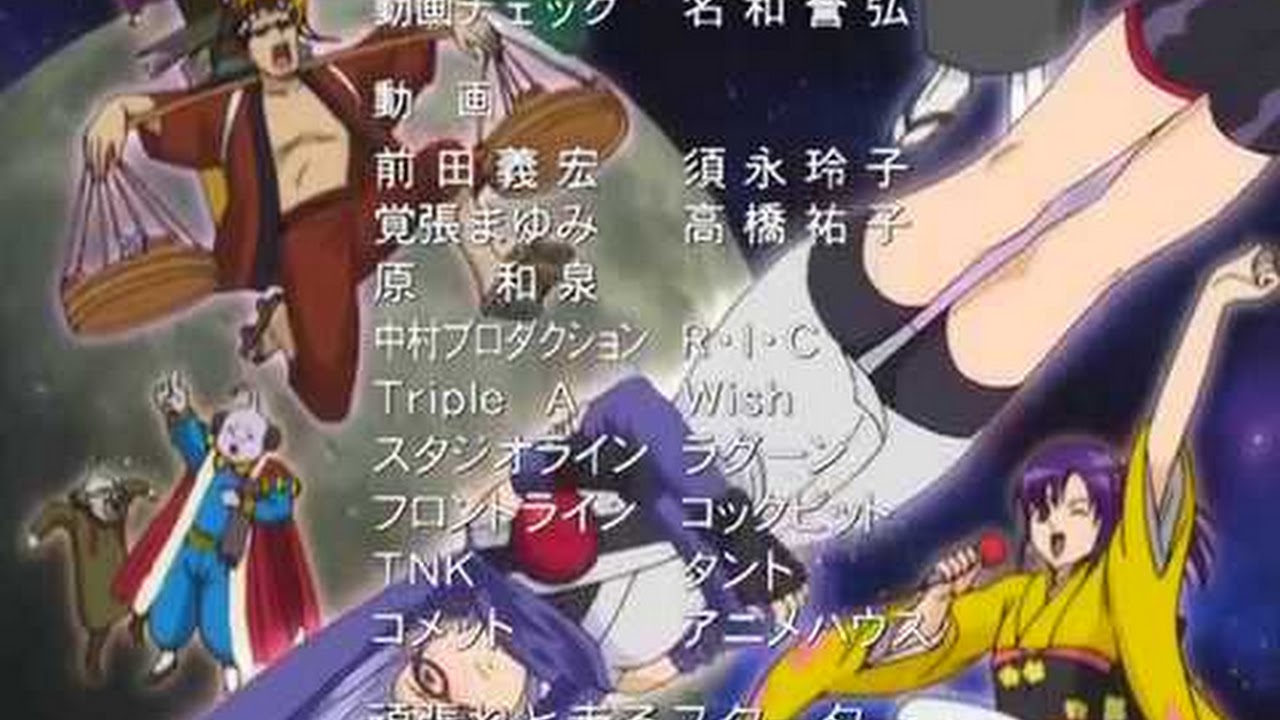 動画チェック 名和誉弘
動 画
前田義宏 須永玲子
覚張まゆみ 高橋祐子
原 和泉
中村プロダクション R・I・C
Triple A Wish
スタジオライン ラグーン
フロントライン コックピット
TNK タント
コメット アニメハウス